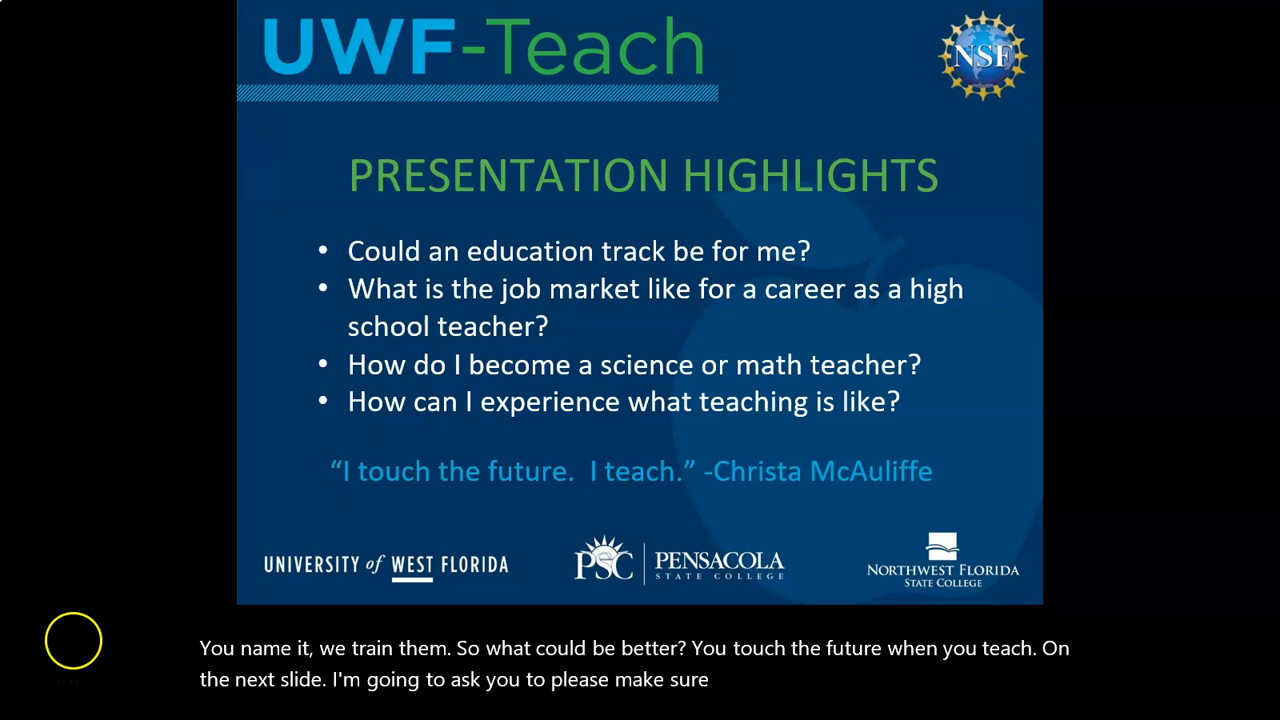 UWF-Teach
NSF
PRESENTATION HIGHLIGHTS
• Could an education track be for me?
• What is the job market like for a career as a high
school teacher?
• How do I become a science or math teacher?
• How can I experience what teaching is like?
“I touch the future.  I teach.” -Christa McAuliffe
UNIVERSITY of WEST FLORIDA
PSC
PENSACOLA
STATE COLLEGE
NORTHWEST FLORIDA
STATE COLLEGE
You name it, we train them. So what could be better? You touch the future when you teach. On
the next slide. I'm going to ask you to please make sure